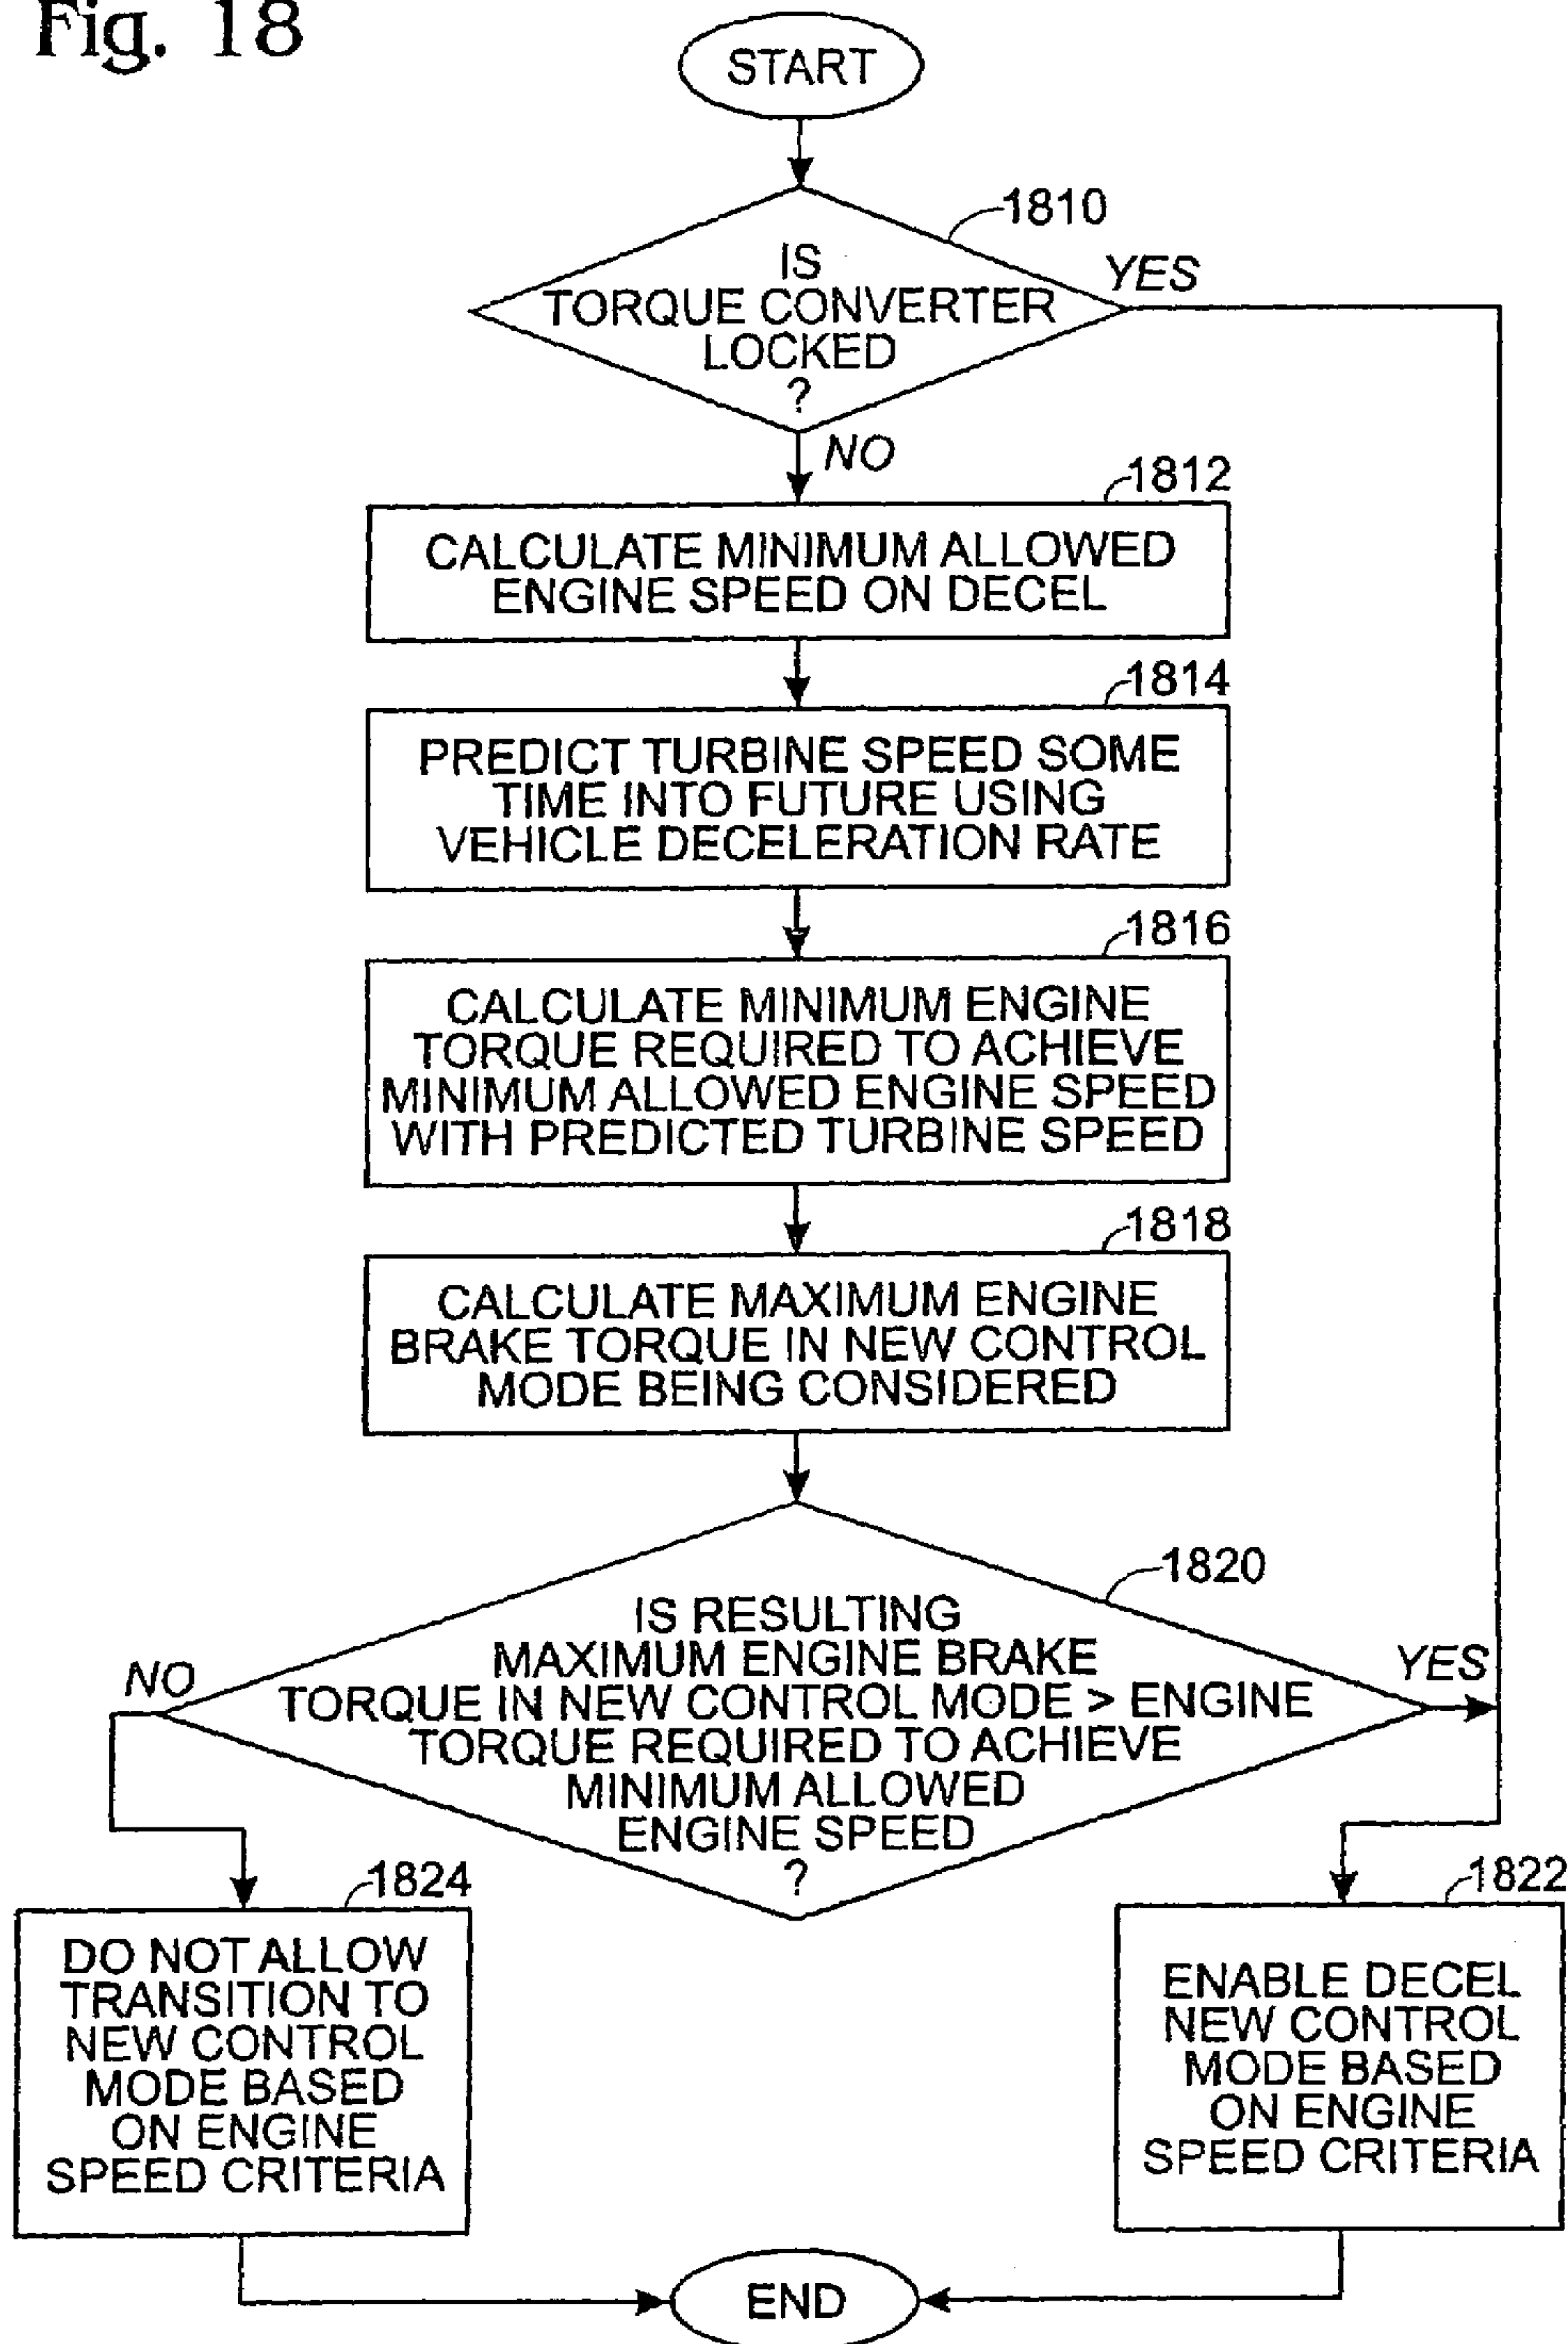 Fig. 18
START
1810
IS
TORQUE CONVERTER
LOCKED
?
YES
NO
1812
CALCULATE MINIMUM ALLOWED
ENGINE SPEED ON DECEL
1814
PREDICT TURBINE SPEED SOME
TIME INTO FUTURE USING
VEHICLE DECELERATION RATE
1816
CALCULATE MINIMUM ENGINE
TORQUE REQUIRED TO ACHIEVE
MINIMUM ALLOWED ENGINE SPEED
WITH PREDICTED TURBINE SPEED
1818
CALCULATE MAXIMUM ENGINE
BRAKE TORQUE IN NEW CONTROL
MODE BEING CONSIDERED
1820
IS RESULTING
MAXIMUM ENGINE BRAKE
TORQUE IN NEW CONTROL MODE > ENGINE
TORQUE REQUIRED TO ACHIEVE
MINIMUM ALLOWED
ENGINE SPEED
?
NO
YES
1824
DO NOT ALLOW
TRANSITION TO
NEW CONTROL
MODE BASED
ON ENGINE
SPEED CRITERIA
1822
ENABLE DECEL
NEW CONTROL
MODE BASED
ON ENGINE
SPEED CRITERIA
END